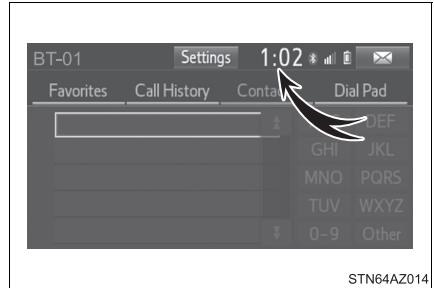 BT-01 Settings 1:02
Favorites Call History Contacts Dial Pad
DEF
GHI JKL
MNO PQRS
TUV WXYZ
0-9 Other
STN64AZ014